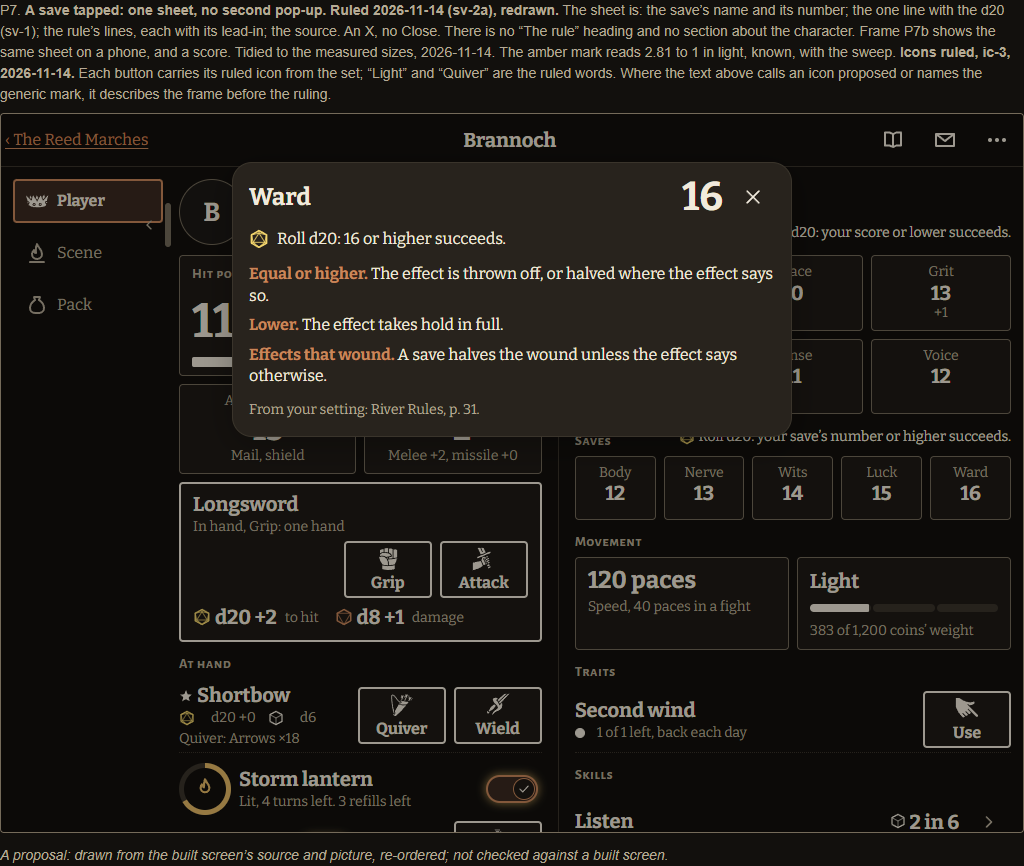 P7. A save tapped: one sheet, no second pop-up. Ruled 2026-11-14 (sv-2a), redrawn. The sheet is: the save's name and its number; the one line with the d20
(sv-1); the rule's lines, each with its lead-in; the source. An X, no Close. There is no “The rule” heading and no section about the character. Frame P7b shows the
same sheet on a phone, and a score. Tidied to the measured sizes, 2026-11-14. The amber mark reads 2.81 to 1 in light, known, with the sweep. Icons ruled, ic-3,
2026-11-14. Each button carries its ruled icon from the set; “Light” and “Quiver” are the ruled words. Where the text above calls an icon proposed or names the
generic mark, it describes the frame before the ruling.
‹ The Reed Marches
Brannoch
Player
Scene
Pack
B
Ward
16
Roll d20: 16 or higher succeeds.
Equal or higher. The effect is thrown off, or halved where the effect says
so.
Lower. The effect takes hold in full.
Effects that wound. A save halves the wound unless the effect says
otherwise.
From your setting: River Rules, p. 31.
d20: your score or lower succeeds.
Hit po
11
Grit
13
+1
Voice
12
Mail, shield
Melee +2, missile +0
Saves
Roll d20: your save's number or higher succeeds.
Body
12
Nerve
13
Wits
14
Luck
15
Ward
16
Longsword
In hand, Grip: one hand
Grip
Attack
d20 +2 to hit d8 +1 damage
Movement
120 paces
Speed, 40 paces in a fight
Light
383 of 1,200 coins' weight
At hand
Shortbow
d20 +0 d6
Quiver: Arrows ×18
Quiver
Wield
Traits
Second wind
1 of 1 left, back each day
Use
Storm lantern
Lit, 4 turns left. 3 refills left
Skills
Listen
2 in 6
A proposal: drawn from the built screen's source and picture, re-ordered; not checked against a built screen.